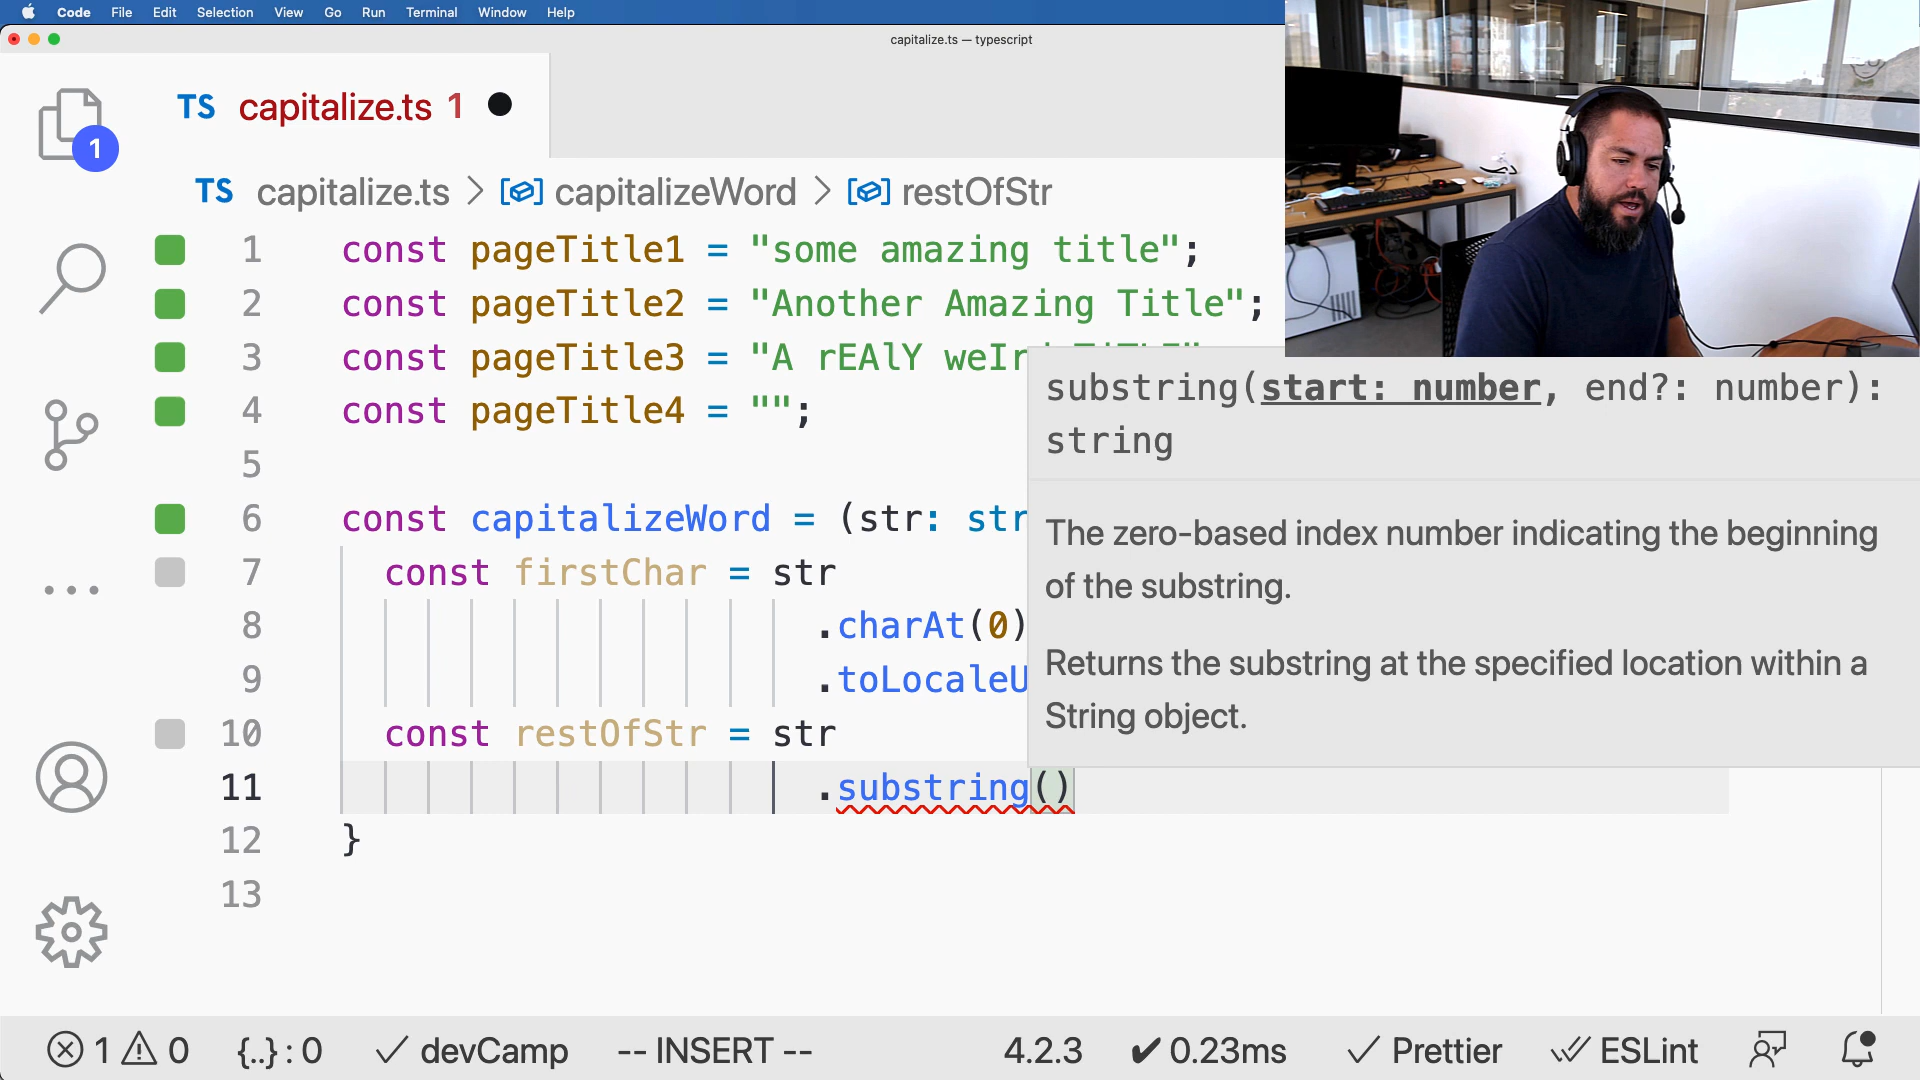 Code File Edit Selection View Go Run Terminal Window Help
capitalize.ts — typescript
TS capitalize.ts 1
1
TS capitalize.ts > capitalizeWord > restOfStr
1 const pageTitle1 = "some amazing title";
2 const pageTitle2 = "Another Amazing Title";
3 const pageTitle3 = "A rEAlY weIr
4 const pageTitle4 = "";
5
6 const capitalizeWord = (str: str
7 const firstChar = str
8 .charAt(0)
9 .toLocaleU
10 const restOfStr = str
11 .substring()
12 }
13
substring(start: number, end?: number):
string
The zero-based index number indicating the beginning
of the substring.
Returns the substring at the specified location within a
String object.
1 0 {..} : 0 devCamp -- INSERT -- 4.2.3 0.23ms Prettier ESLint